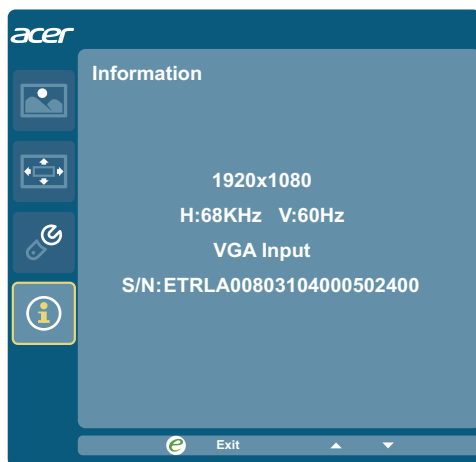 acer
Information
1920x1080
H:68KHz V:60Hz
VGA Input
S/N:ETRLA00803104000502400
e Exit